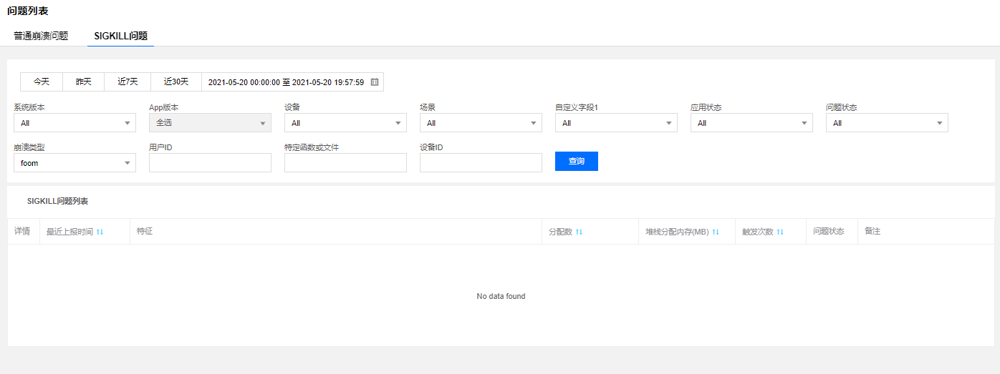 问题列表
普通崩溃问题 SIGKILL问题
今天 昨天 近7天 近30天 2021-05-20 00:00:00 至 2021-05-20 19:57:59
系统版本 App版本 设备 场景 自定义字段1 应用状态 问题状态
All 全选 All All All All All
崩溃类型 用户ID 特定函数或文件 设备ID
foom 查询
SIGKILL问题列表
详情 最近上报时间 特征 分配数 堆栈分配内存(MB) 触发次数 问题状态 备注
No data found